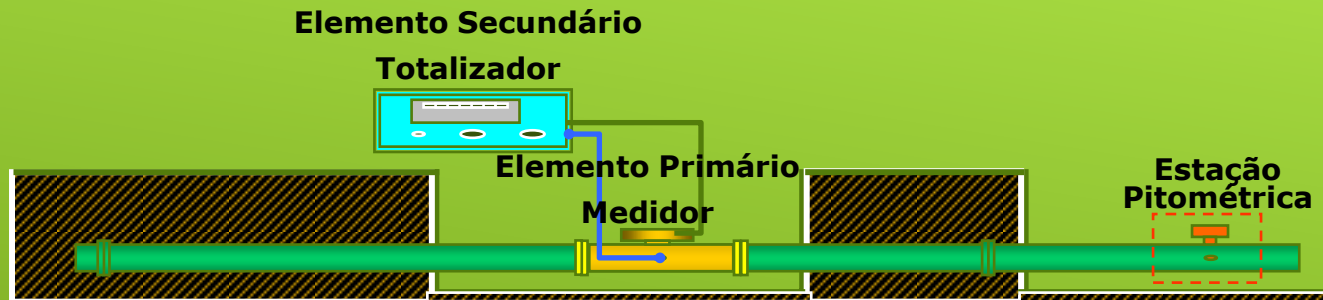 Elemento Secundário
Totalizador
Elemento Primário
Medidor
Estação
Pitométrica